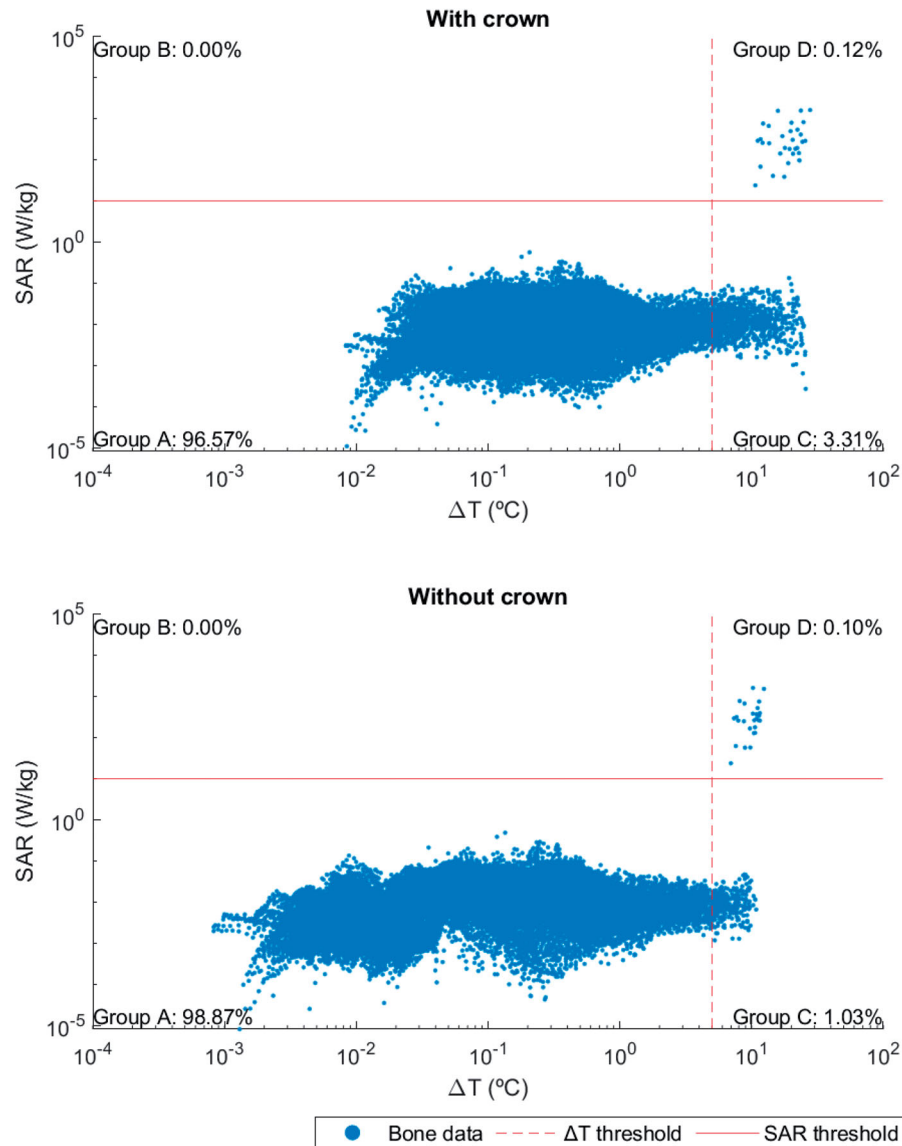 With crown
10^5
Group B: 0.00%
Group D: 0.12%
SAR (W/kg)
10^0
10^-5
Group A: 96.57%
Group C: 3.31%
10^-4
10^-3
10^-2
10^-1
10^0
10^1
10^2
ΔT (ºC)
Without crown
10^5
Group B: 0.00%
Group D: 0.10%
SAR (W/kg)
10^0
10^-5
Group A: 98.87%
Group C: 1.03%
10^-4
10^-3
10^-2
10^-1
10^0
10^1
10^2
ΔT (ºC)
Bone data
ΔT threshold
SAR threshold